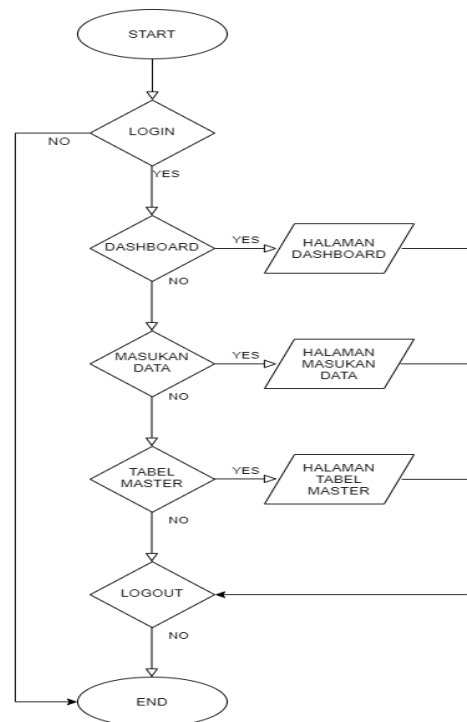 START
LOGIN
NO
YES
DASHBOARD
YES
HALAMAN
DASHBOARD
NO
MASUKAN
DATA
YES
HALAMAN
MASUKAN
DATA
NO
TABEL
MASTER
YES
HALAMAN
TABEL
MASTER
NO
LOGOUT
NO
END